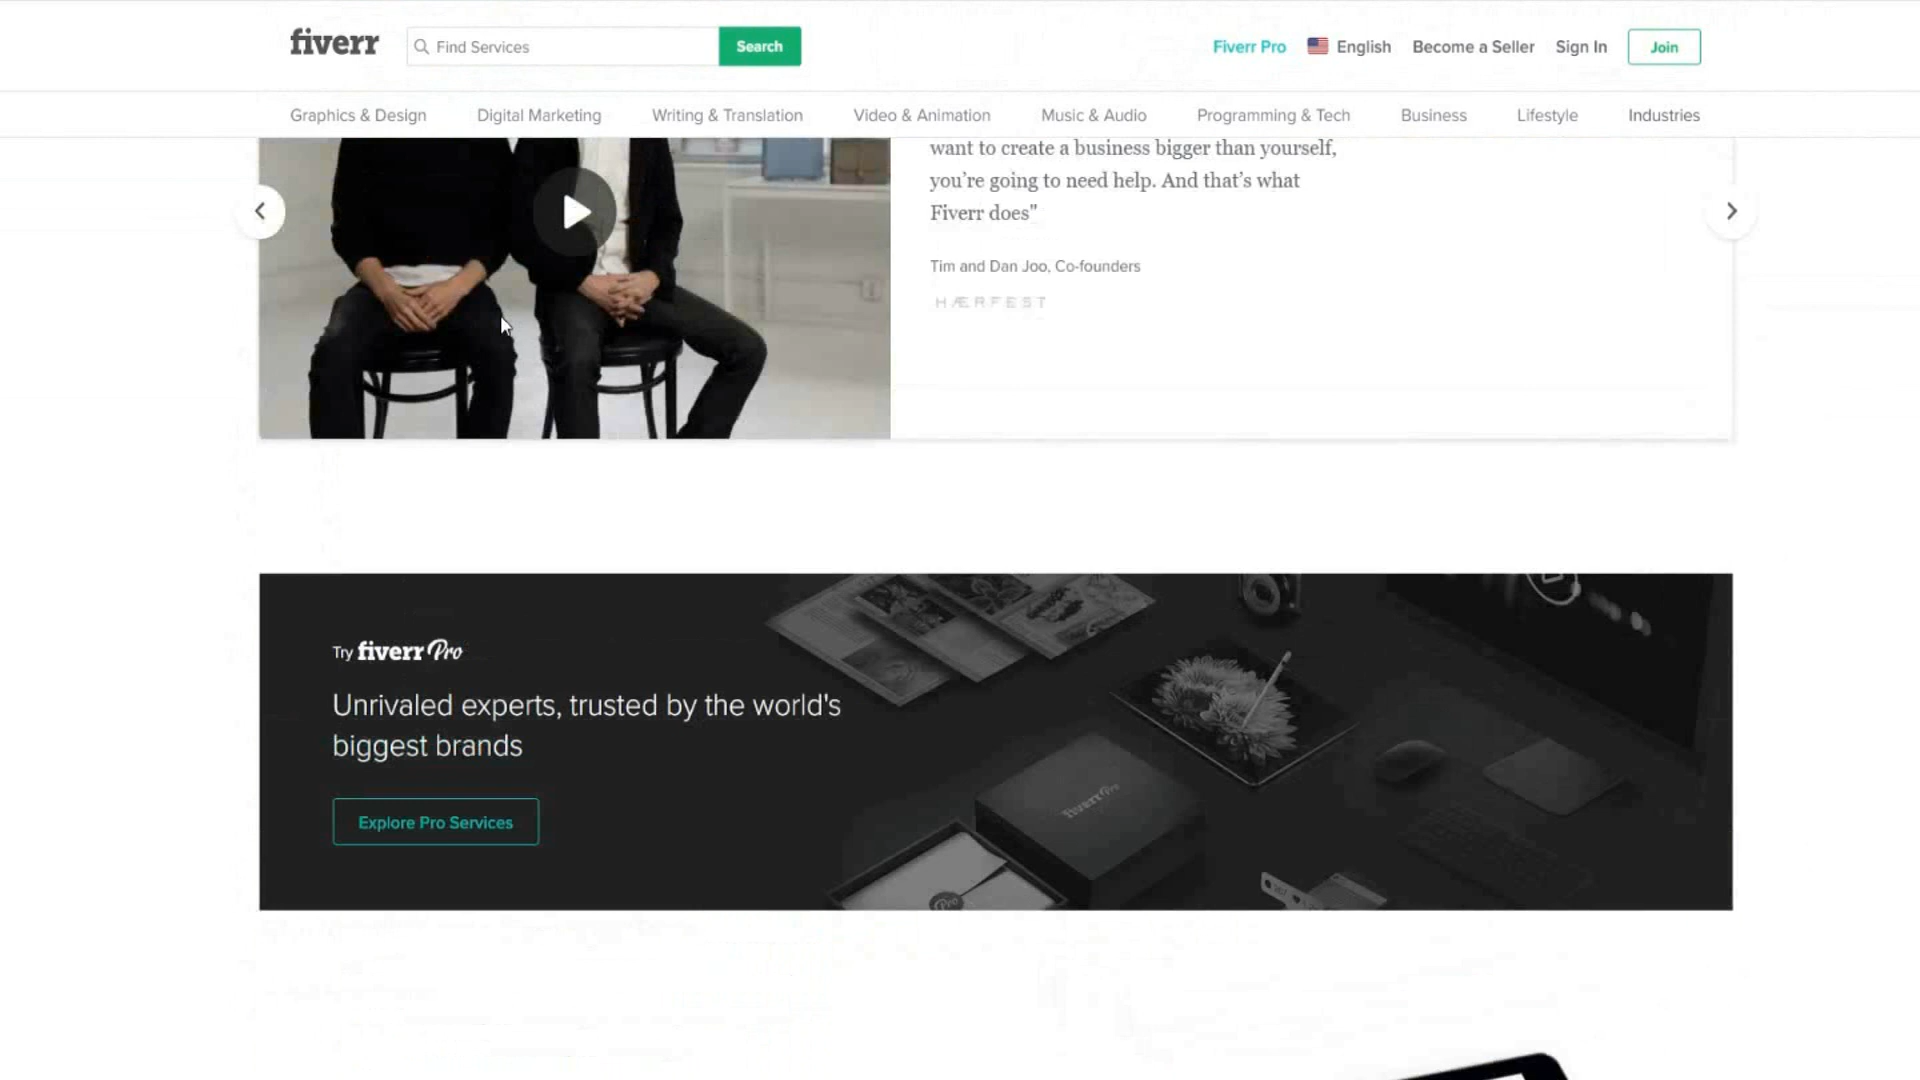 fiverr
Find Services
Search
Fiverr Pro
English
Become a Seller
Sign In
Join
Graphics & Design
Digital Marketing
Writing & Translation
Video & Animation
Music & Audio
Programming & Tech
Business
Lifestyle
Industries
want to create a business bigger than yourself,
you’re going to need help. And that’s what
Fiverr does"
Tim and Dan Joo, Co-founders
HÆRFEST
Try fiverr Pro
Unrivaled experts, trusted by the world's
biggest brands
Explore Pro Services
fiverr Pro
Pro